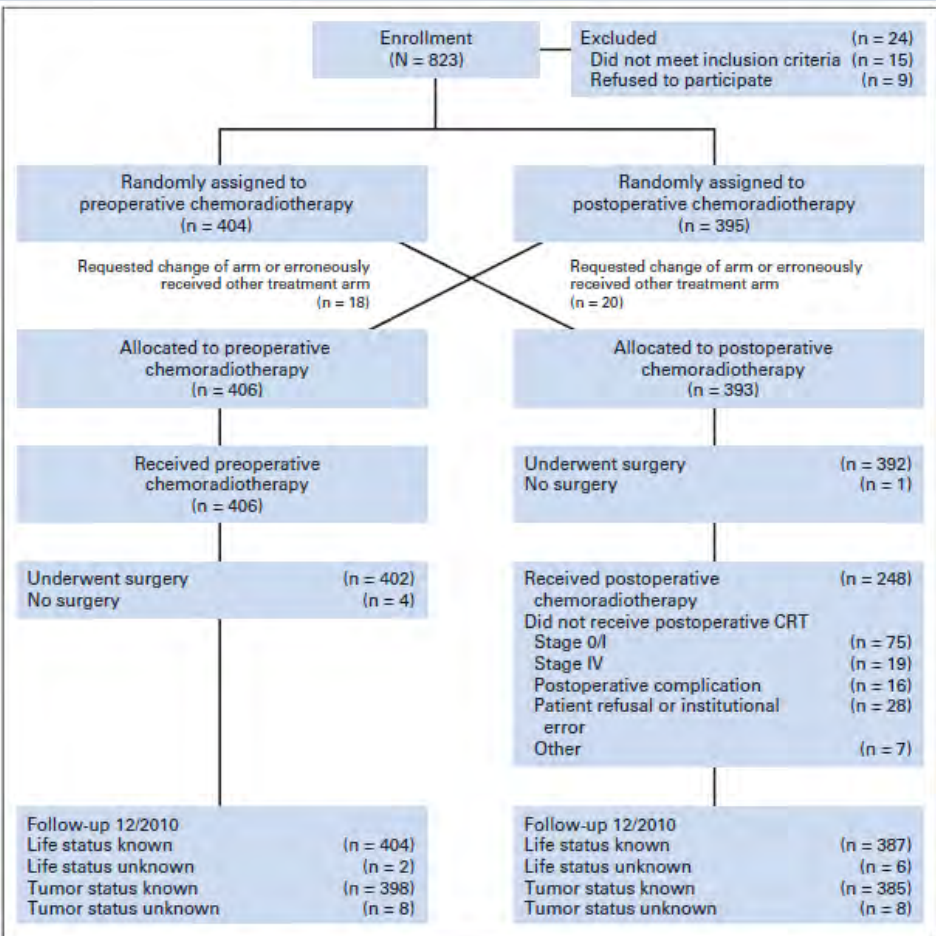 Enrollment
(N = 823)
Excluded (n = 24)
Did not meet inclusion criteria (n = 15)
Refused to participate (n = 9)
Randomly assigned to
preoperative chemoradiotherapy
(n = 404)
Randomly assigned to
postoperative chemoradiotherapy
(n = 395)
Requested change of arm or erroneously
received other treatment arm
(n = 18)
Requested change of arm or erroneously
received other treatment arm
(n = 20)
Allocated to preoperative
chemoradiotherapy
(n = 406)
Allocated to postoperative
chemoradiotherapy
(n = 393)
Received preoperative
chemoradiotherapy
(n = 406)
Underwent surgery (n = 392)
No surgery (n = 1)
Underwent surgery (n = 402)
No surgery (n = 4)
Received postoperative (n = 248)
chemoradiotherapy
Did not receive postoperative CRT
Stage 0/I (n = 75)
Stage IV (n = 19)
Postoperative complication (n = 16)
Patient refusal or institutional (n = 28)
error
Other (n = 7)
Follow-up 12/2010
Life status known (n = 404)
Life status unknown (n = 2)
Tumor status known (n = 398)
Tumor status unknown (n = 8)
Follow-up 12/2010
Life status known (n = 387)
Life status unknown (n = 6)
Tumor status known (n = 385)
Tumor status unknown (n = 8)